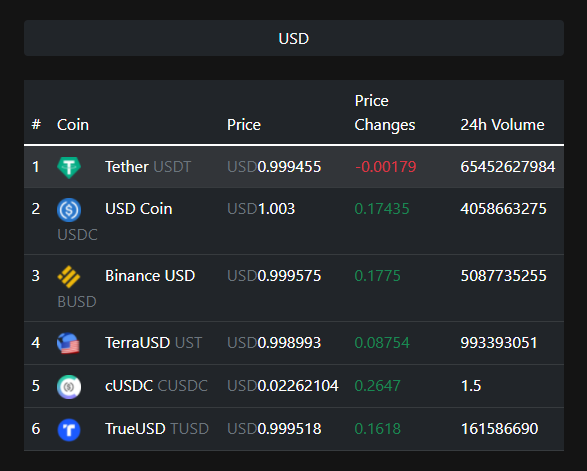 USD
# Coin Price Price Changes 24h Volume
1 Tether USDT USD0.999455 -0.00179 65452627984
2 USD Coin USDC USD1.003 0.17435 4058663275
3 Binance USD BUSD USD0.999575 0.1775 5087735255
4 TerraUSD UST USD0.998993 0.08754 993393051
5 cUSDC CUSDC USD0.02262104 0.2647 1.5
6 TrueUSD TUSD USD0.999518 0.1618 161586690